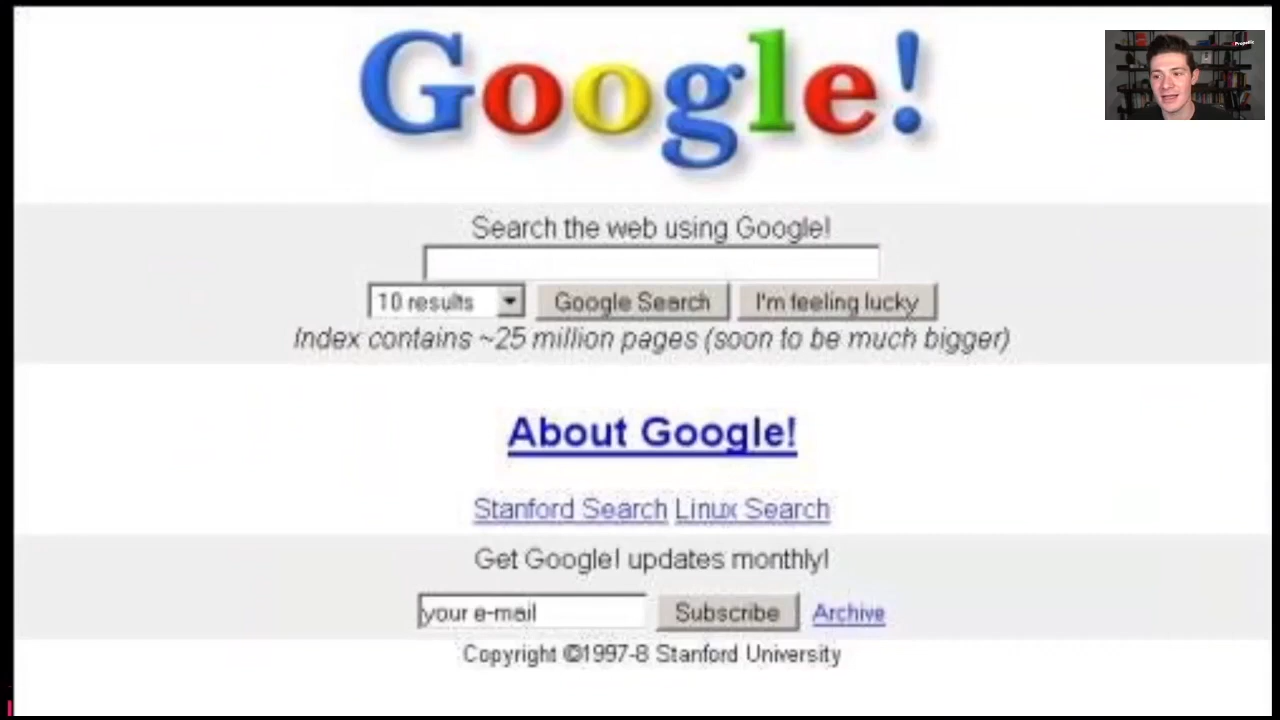 Google!
Search the web using Google!
10 results Google Search I'm feeling lucky
Index contains ~25 million pages (soon to be much bigger)
About Google!
Stanford Search Linux Search
Get Google! updates monthly!
your e-mail Subscribe Archive
Copyright ©1997-8 Stanford University